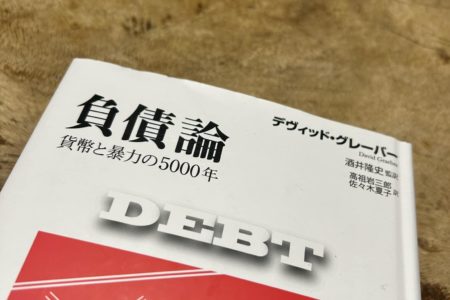 負債論
貨幣と暴力の5000年
デヴィッド・グレーバー
David Graeber
酒井隆史 監訳
高祖岩三郎
佐々木夏子 訳
DEBT